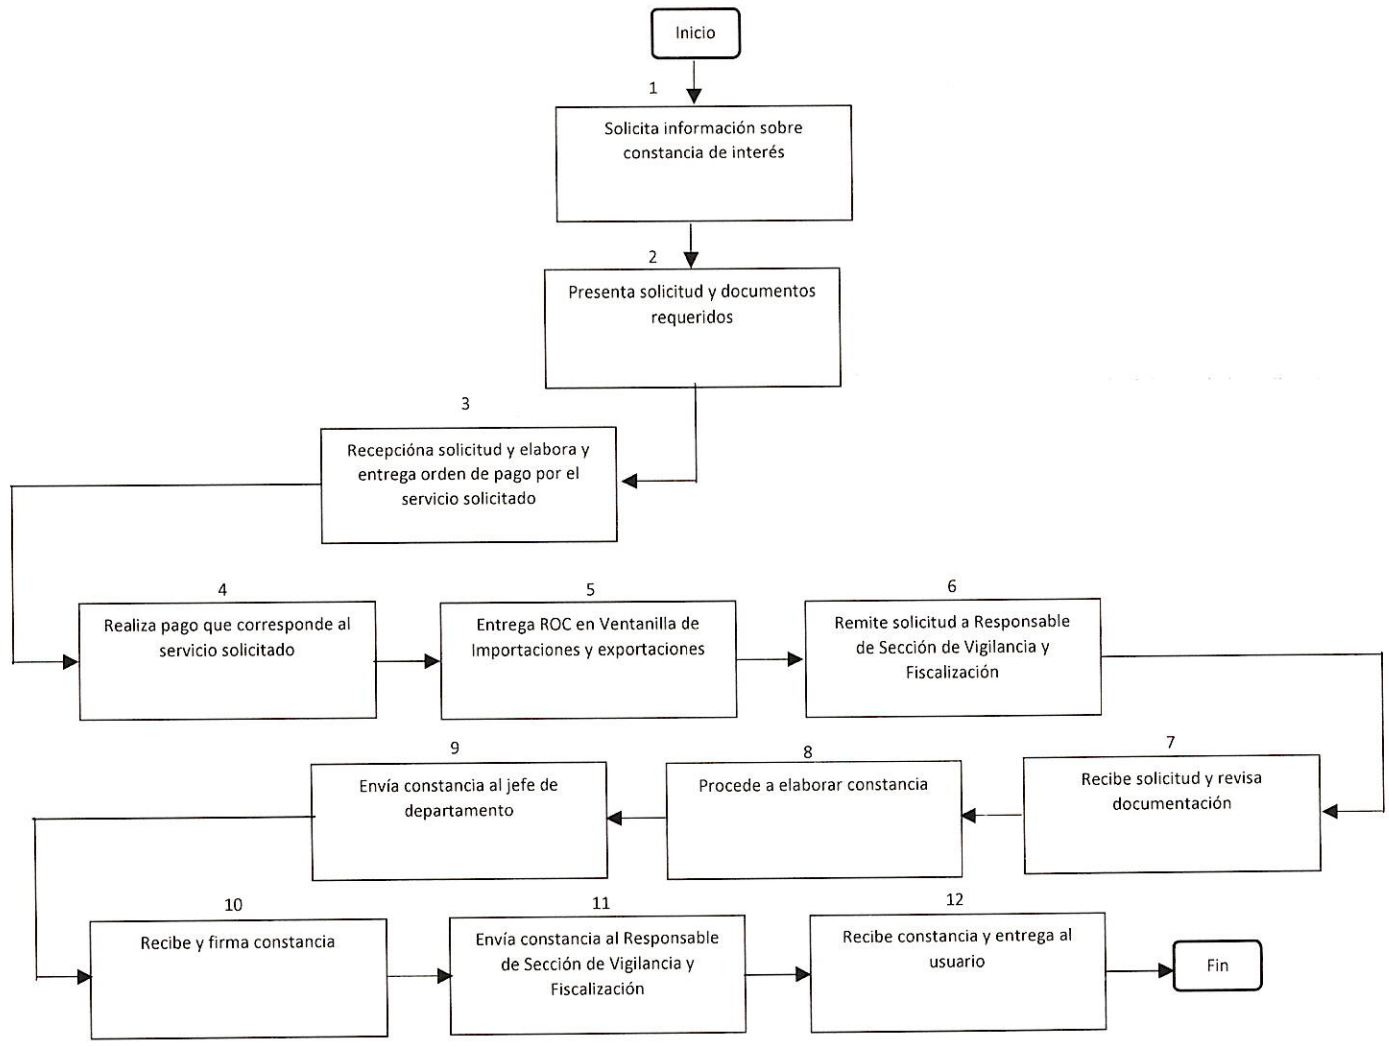 Inicio
1
Solicita información sobre
constancia de interés
2
Presenta solicitud y documentos
requeridos
3
Recepcióna solicitud y elabora y
entrega orden de pago por el
servicio solicitado
4
Realiza pago que corresponde al
servicio solicitado
5
Entrega ROC en Ventanilla de
Importaciones y exportaciones
6
Remite solicitud a Responsable
de Sección de Vigilancia y
Fiscalización
7
Recibe solicitud y revisa
documentación
8
Procede a elaborar constancia
9
Envía constancia al jefe de
departamento
10
Recibe y firma constancia
11
Envía constancia al Responsable
de Sección de Vigilancia y
Fiscalización
12
Recibe constancia y entrega al
usuario
Fin